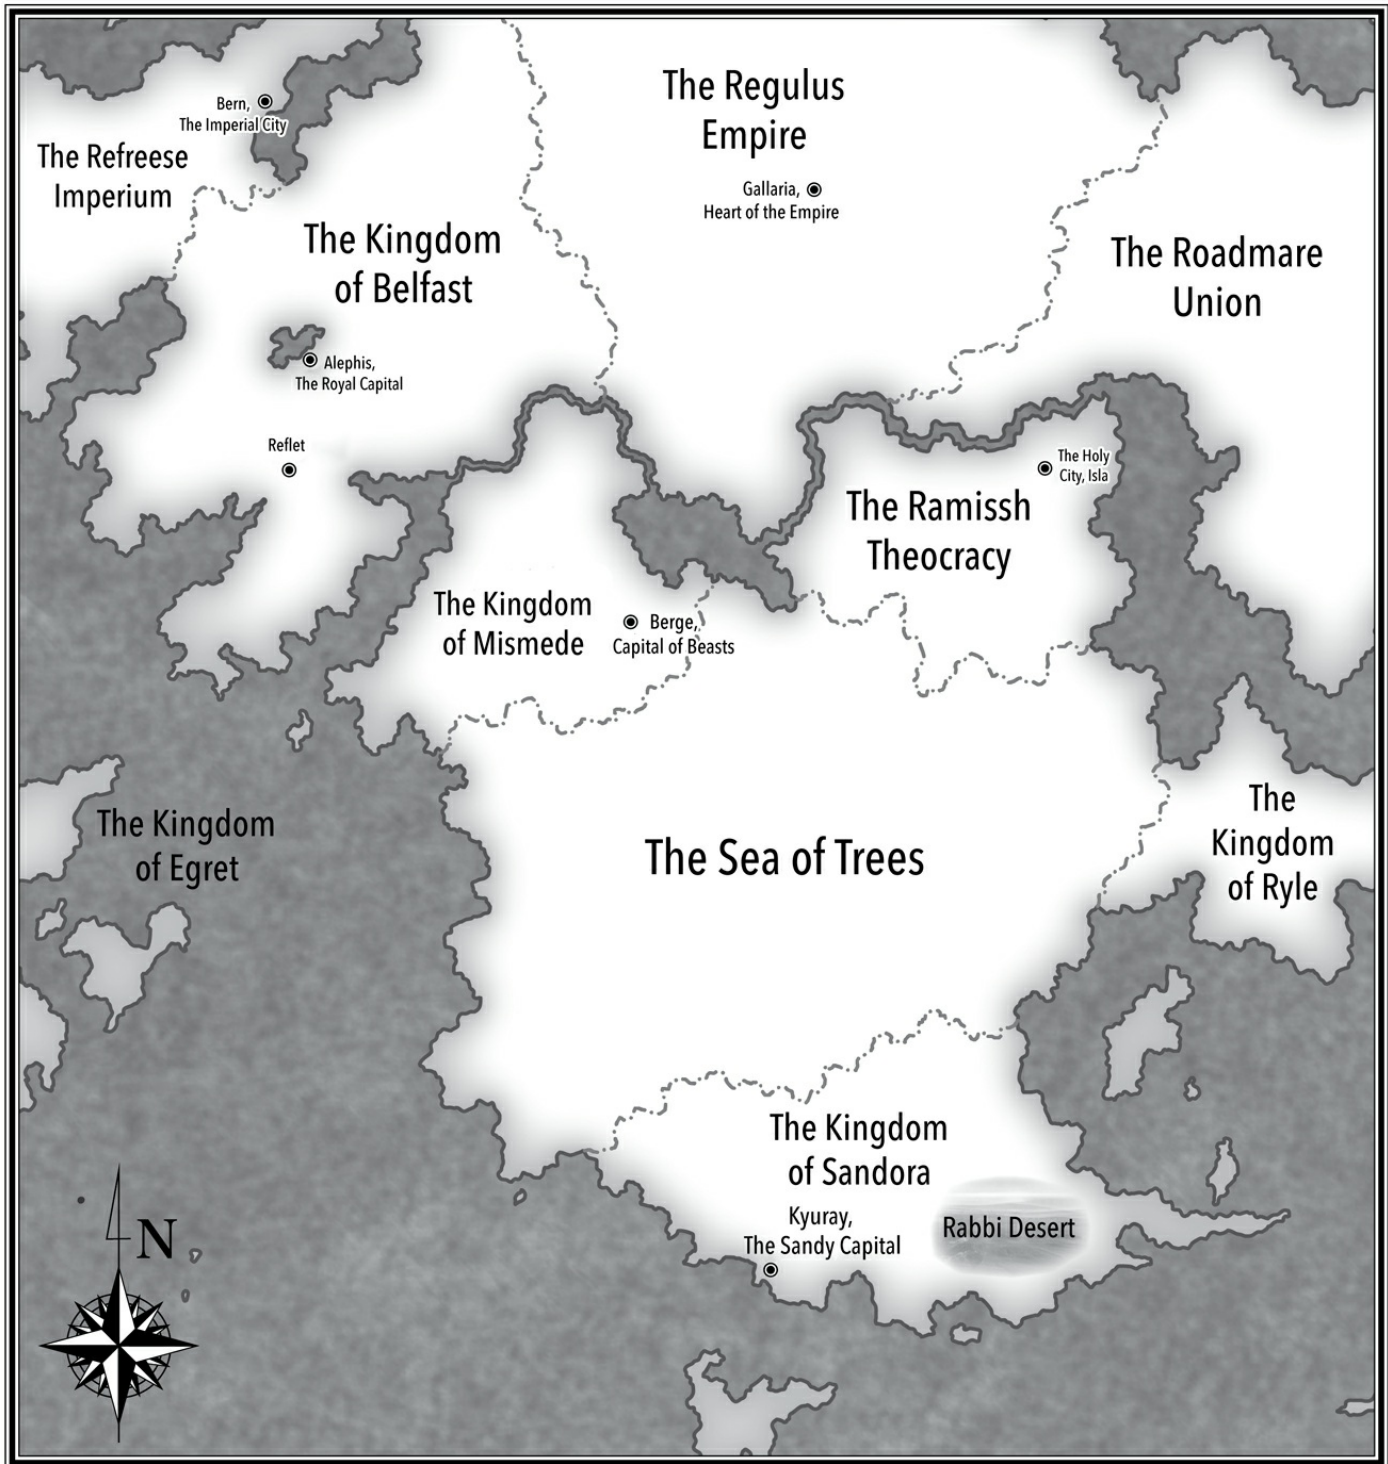 The Regulus
Empire
Bern,
The Imperial City
The Refreese
Imperium
Gallaria,
Heart of the Empire
The Kingdom
of Belfast
The Roadmare
Union
Alephis,
The Royal Capital
Reflet
The Holy
City, Isla
The Ramissh
Theocracy
The Kingdom
of Mismede
Berge,
Capital of Beasts
The Kingdom
of Egret
The Sea of Trees
The
Kingdom
of Ryle
The Kingdom
of Sandora
Kyuray,
The Sandy Capital
Rabbi Desert
N